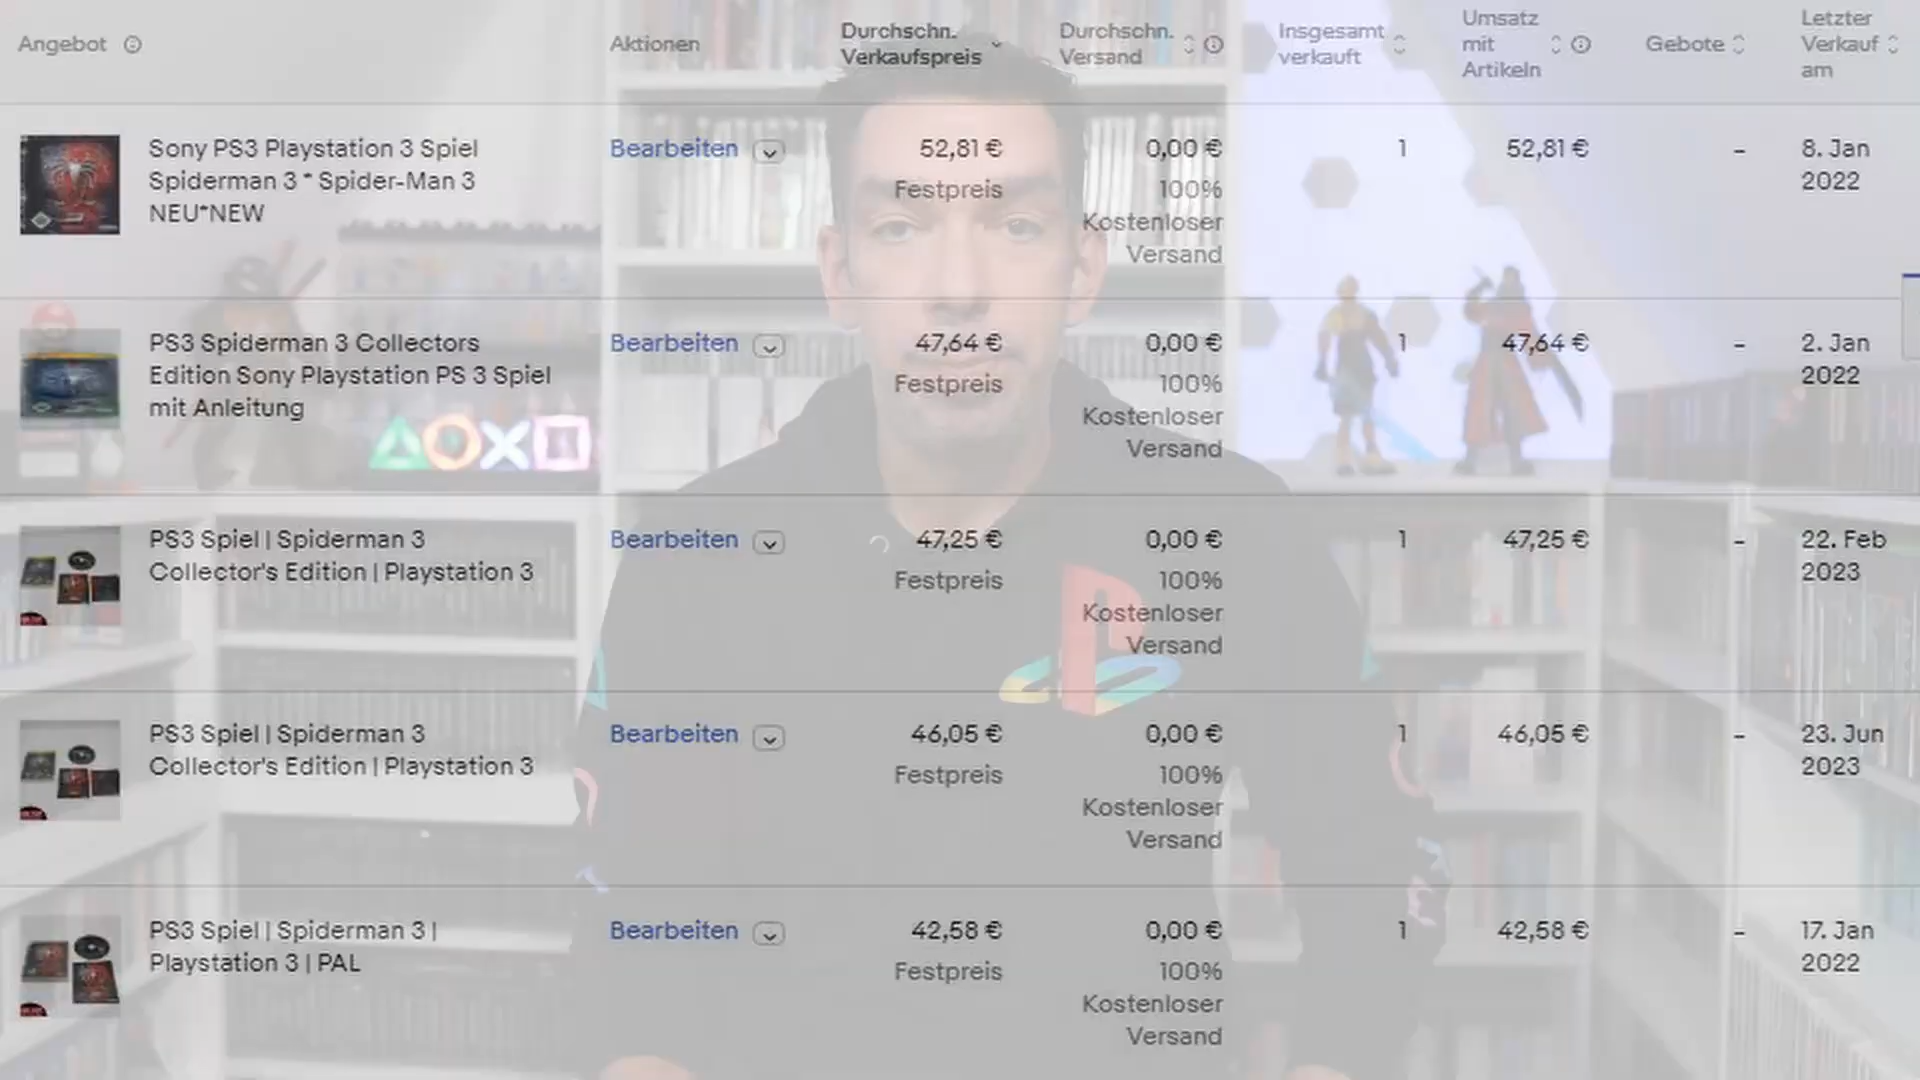 Angebot
Aktionen
Durchschn.
Verkaufspreis
Durchschn.
Versand
Insgesamt
verkauft
Umsatz
mit
Artikeln
Gebote
Letzter
Verkauf
am
Sony PS3 Playstation 3 Spiel
Spiderman 3 * Spider-Man 3
NEU*NEW
Bearbeiten
52,81 €
Festpreis
0,00 €
100%
Kostenloser
Versand
1
52,81 €
–
8. Jan
2022
PS3 Spiderman 3 Collectors
Edition Sony Playstation PS 3 Spiel
mit Anleitung
Bearbeiten
47,64 €
Festpreis
0,00 €
100%
Kostenloser
Versand
1
47,64 €
–
2. Jan
2022
PS3 Spiel | Spiderman 3
Collector's Edition | Playstation 3
Bearbeiten
47,25 €
Festpreis
0,00 €
100%
Kostenloser
Versand
1
47,25 €
–
22. Feb
2023
PS3 Spiel | Spiderman 3
Collector's Edition | Playstation 3
Bearbeiten
46,05 €
Festpreis
0,00 €
100%
Kostenloser
Versand
1
46,05 €
–
23. Jun
2023
PS3 Spiel | Spiderman 3 |
Playstation 3 | PAL
Bearbeiten
42,58 €
Festpreis
0,00 €
100%
Kostenloser
Versand
1
42,58 €
–
17. Jan
2022